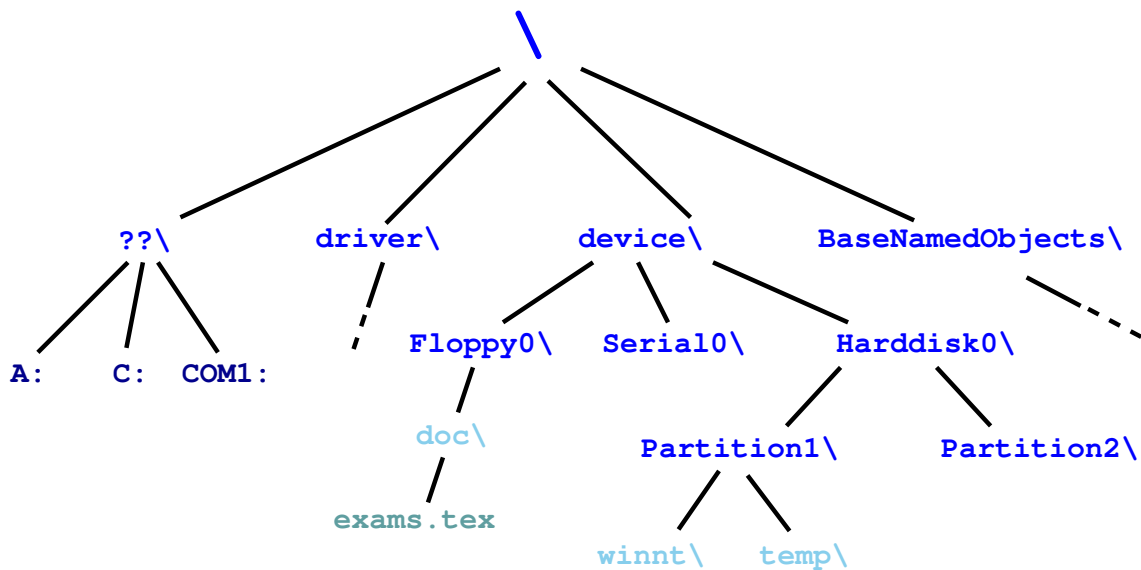 \
??\ driver\ device\ BaseNamedObjects\
Floppy0\ Serial0\ Harddisk0\
A: C: COM1:
doc\
Partition1\ Partition2\
exams.tex
winnt\ temp\